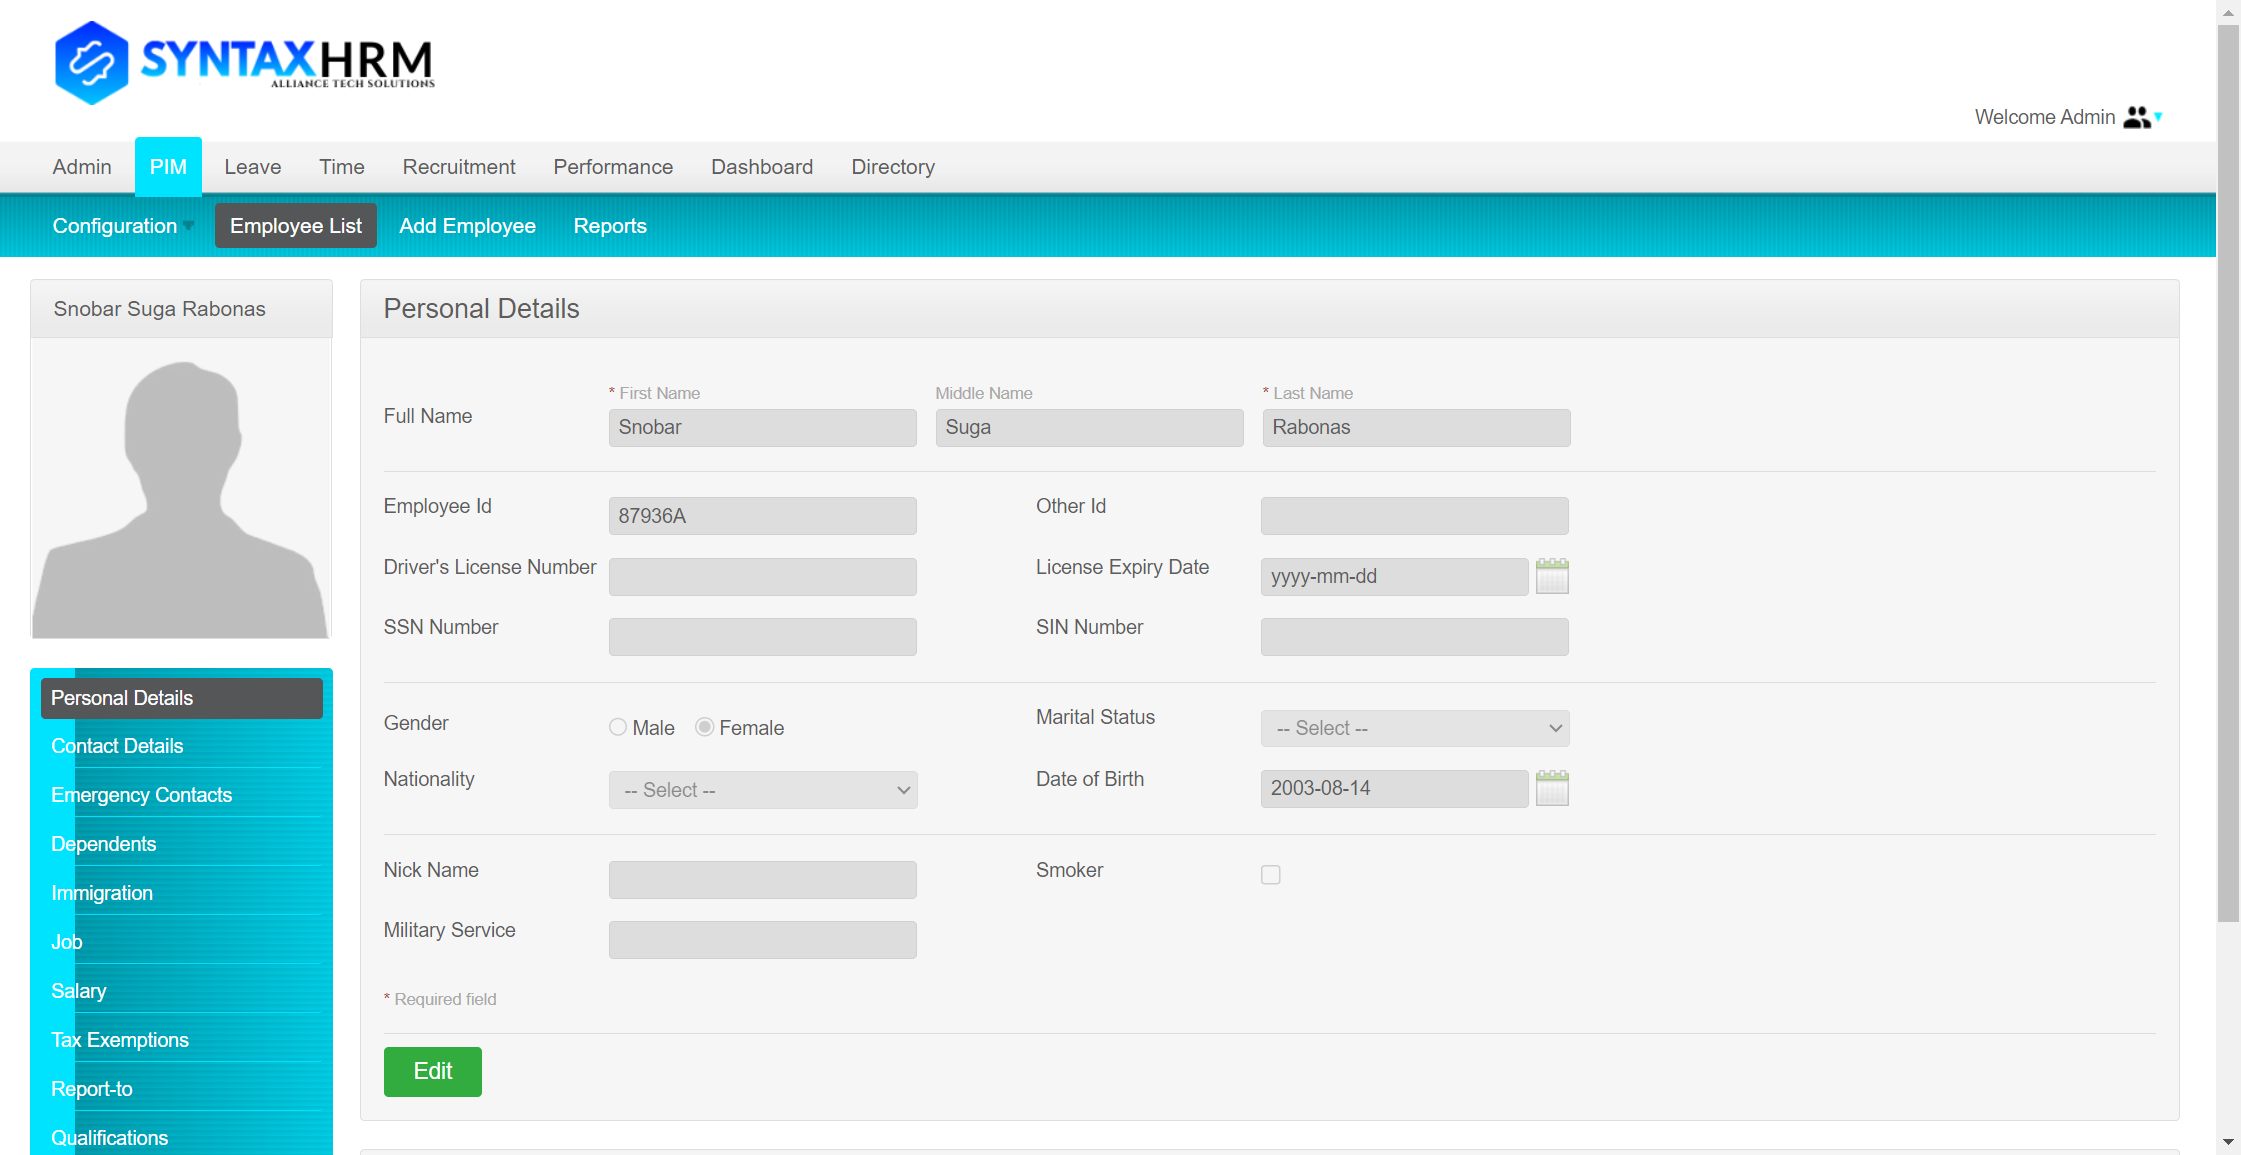 SYNTAXHRM
ALLIANCE TECH SOLUTIONS
Welcome Admin
Admin PIM Leave Time Recruitment Performance Dashboard Directory
Configuration Employee List Add Employee Reports
Snobar Suga Rabonas
Personal Details
* First Name Middle Name * Last Name
Full Name Snobar Suga Rabonas
Employee Id 87936A Other Id
Driver's License Number License Expiry Date yyyy-mm-dd
SSN Number SIN Number
Gender Male Female Marital Status -- Select --
Nationality -- Select -- Date of Birth 2003-08-14
Nick Name Smoker
Military Service
* Required field
Edit
Personal Details
Contact Details
Emergency Contacts
Dependents
Immigration
Job
Salary
Tax Exemptions
Report-to
Qualifications